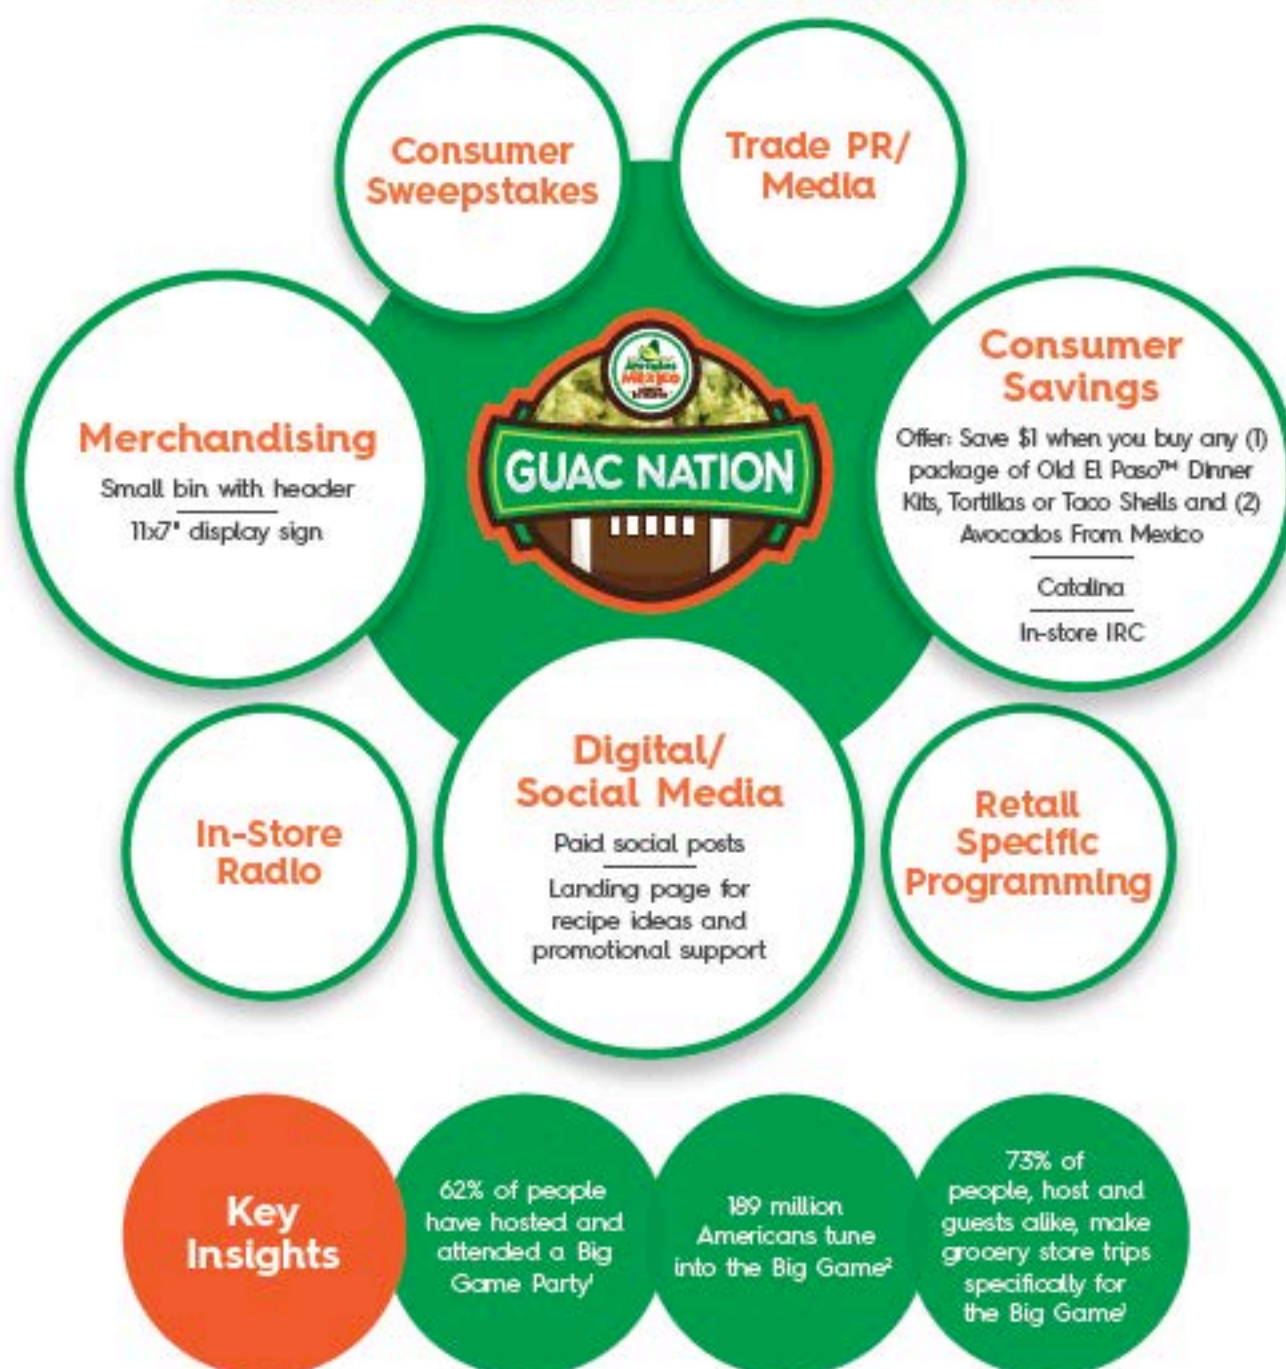 Consumer
Sweepstakes
Trade PR/
Media
Merchandising
Small bin with header
11x7" display sign
MEXICO
GUAC NATION
Consumer
Savings
Offer: Save $1 when you buy any (1)
package of Old El Paso™ Dinner
Kits, Tortillas or Taco Shells and (2)
Avocados From Mexico
Catalina
In-store IRC
In-Store
Radio
Digital/
Social Media
Paid social posts
Landing page for
recipe ideas and
promotional support
Retail
Specific
Programming
Key
Insights
62% of people
have hosted and
attended a Big
Game Party¹
189 million
Americans tune
into the Big Game²
73% of
people, host and
guests alike, make
grocery store trips
specifically for
the Big Game¹